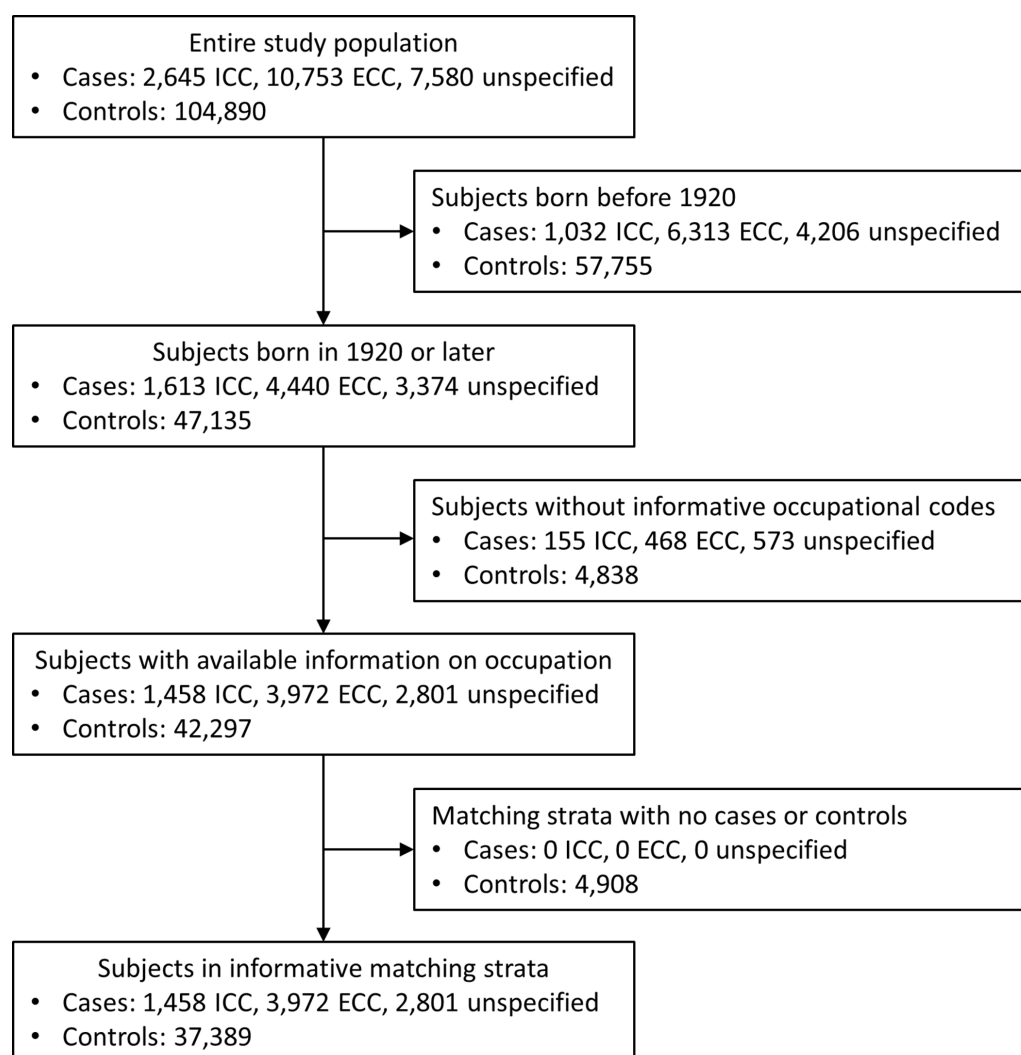 Entire study population
• Cases: 2,645 ICC, 10,753 ECC, 7,580 unspecified
• Controls: 104,890
Subjects born before 1920
• Cases: 1,032 ICC, 6,313 ECC, 4,206 unspecified
• Controls: 57,755
Subjects born in 1920 or later
• Cases: 1,613 ICC, 4,440 ECC, 3,374 unspecified
• Controls: 47,135
Subjects without informative occupational codes
• Cases: 155 ICC, 468 ECC, 573 unspecified
• Controls: 4,838
Subjects with available information on occupation
• Cases: 1,458 ICC, 3,972 ECC, 2,801 unspecified
• Controls: 42,297
Matching strata with no cases or controls
• Cases: 0 ICC, 0 ECC, 0 unspecified
• Controls: 4,908
Subjects in informative matching strata
• Cases: 1,458 ICC, 3,972 ECC, 2,801 unspecified
• Controls: 37,389